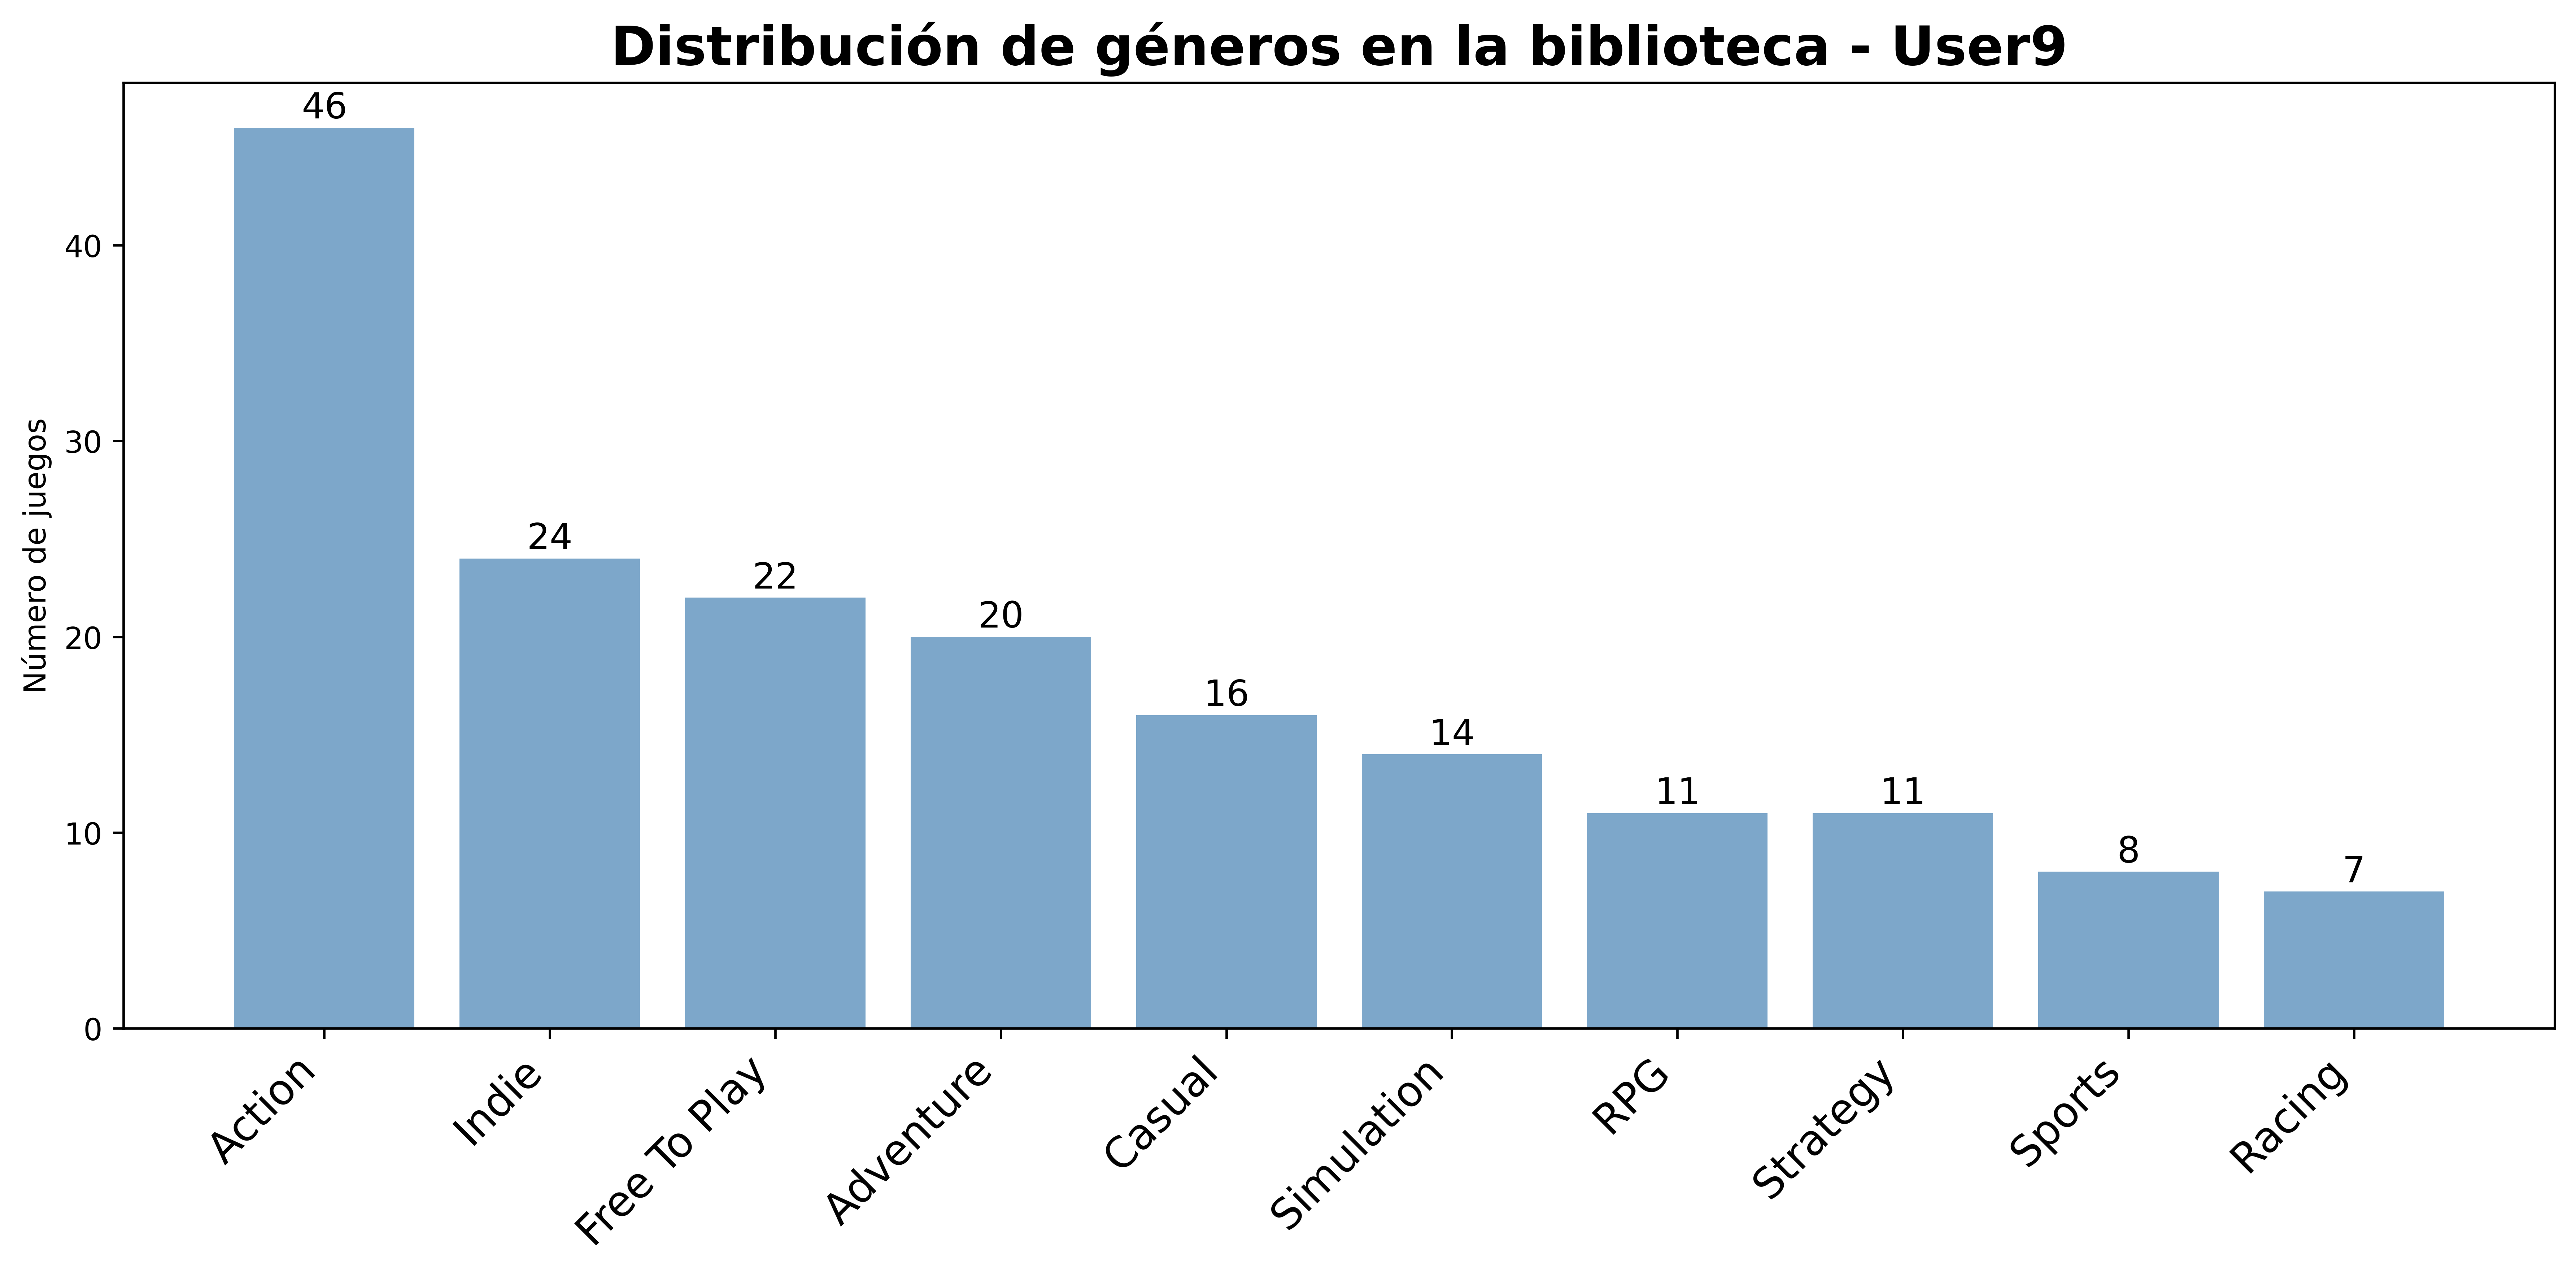 Distribución de géneros en la biblioteca - User9
Número de juegos
40
30
20
10
0
46
24
22
20
16
14
11
11
8
7
Action
Indie
Free To Play
Adventure
Casual
Simulation
RPG
Strategy
Sports
Racing